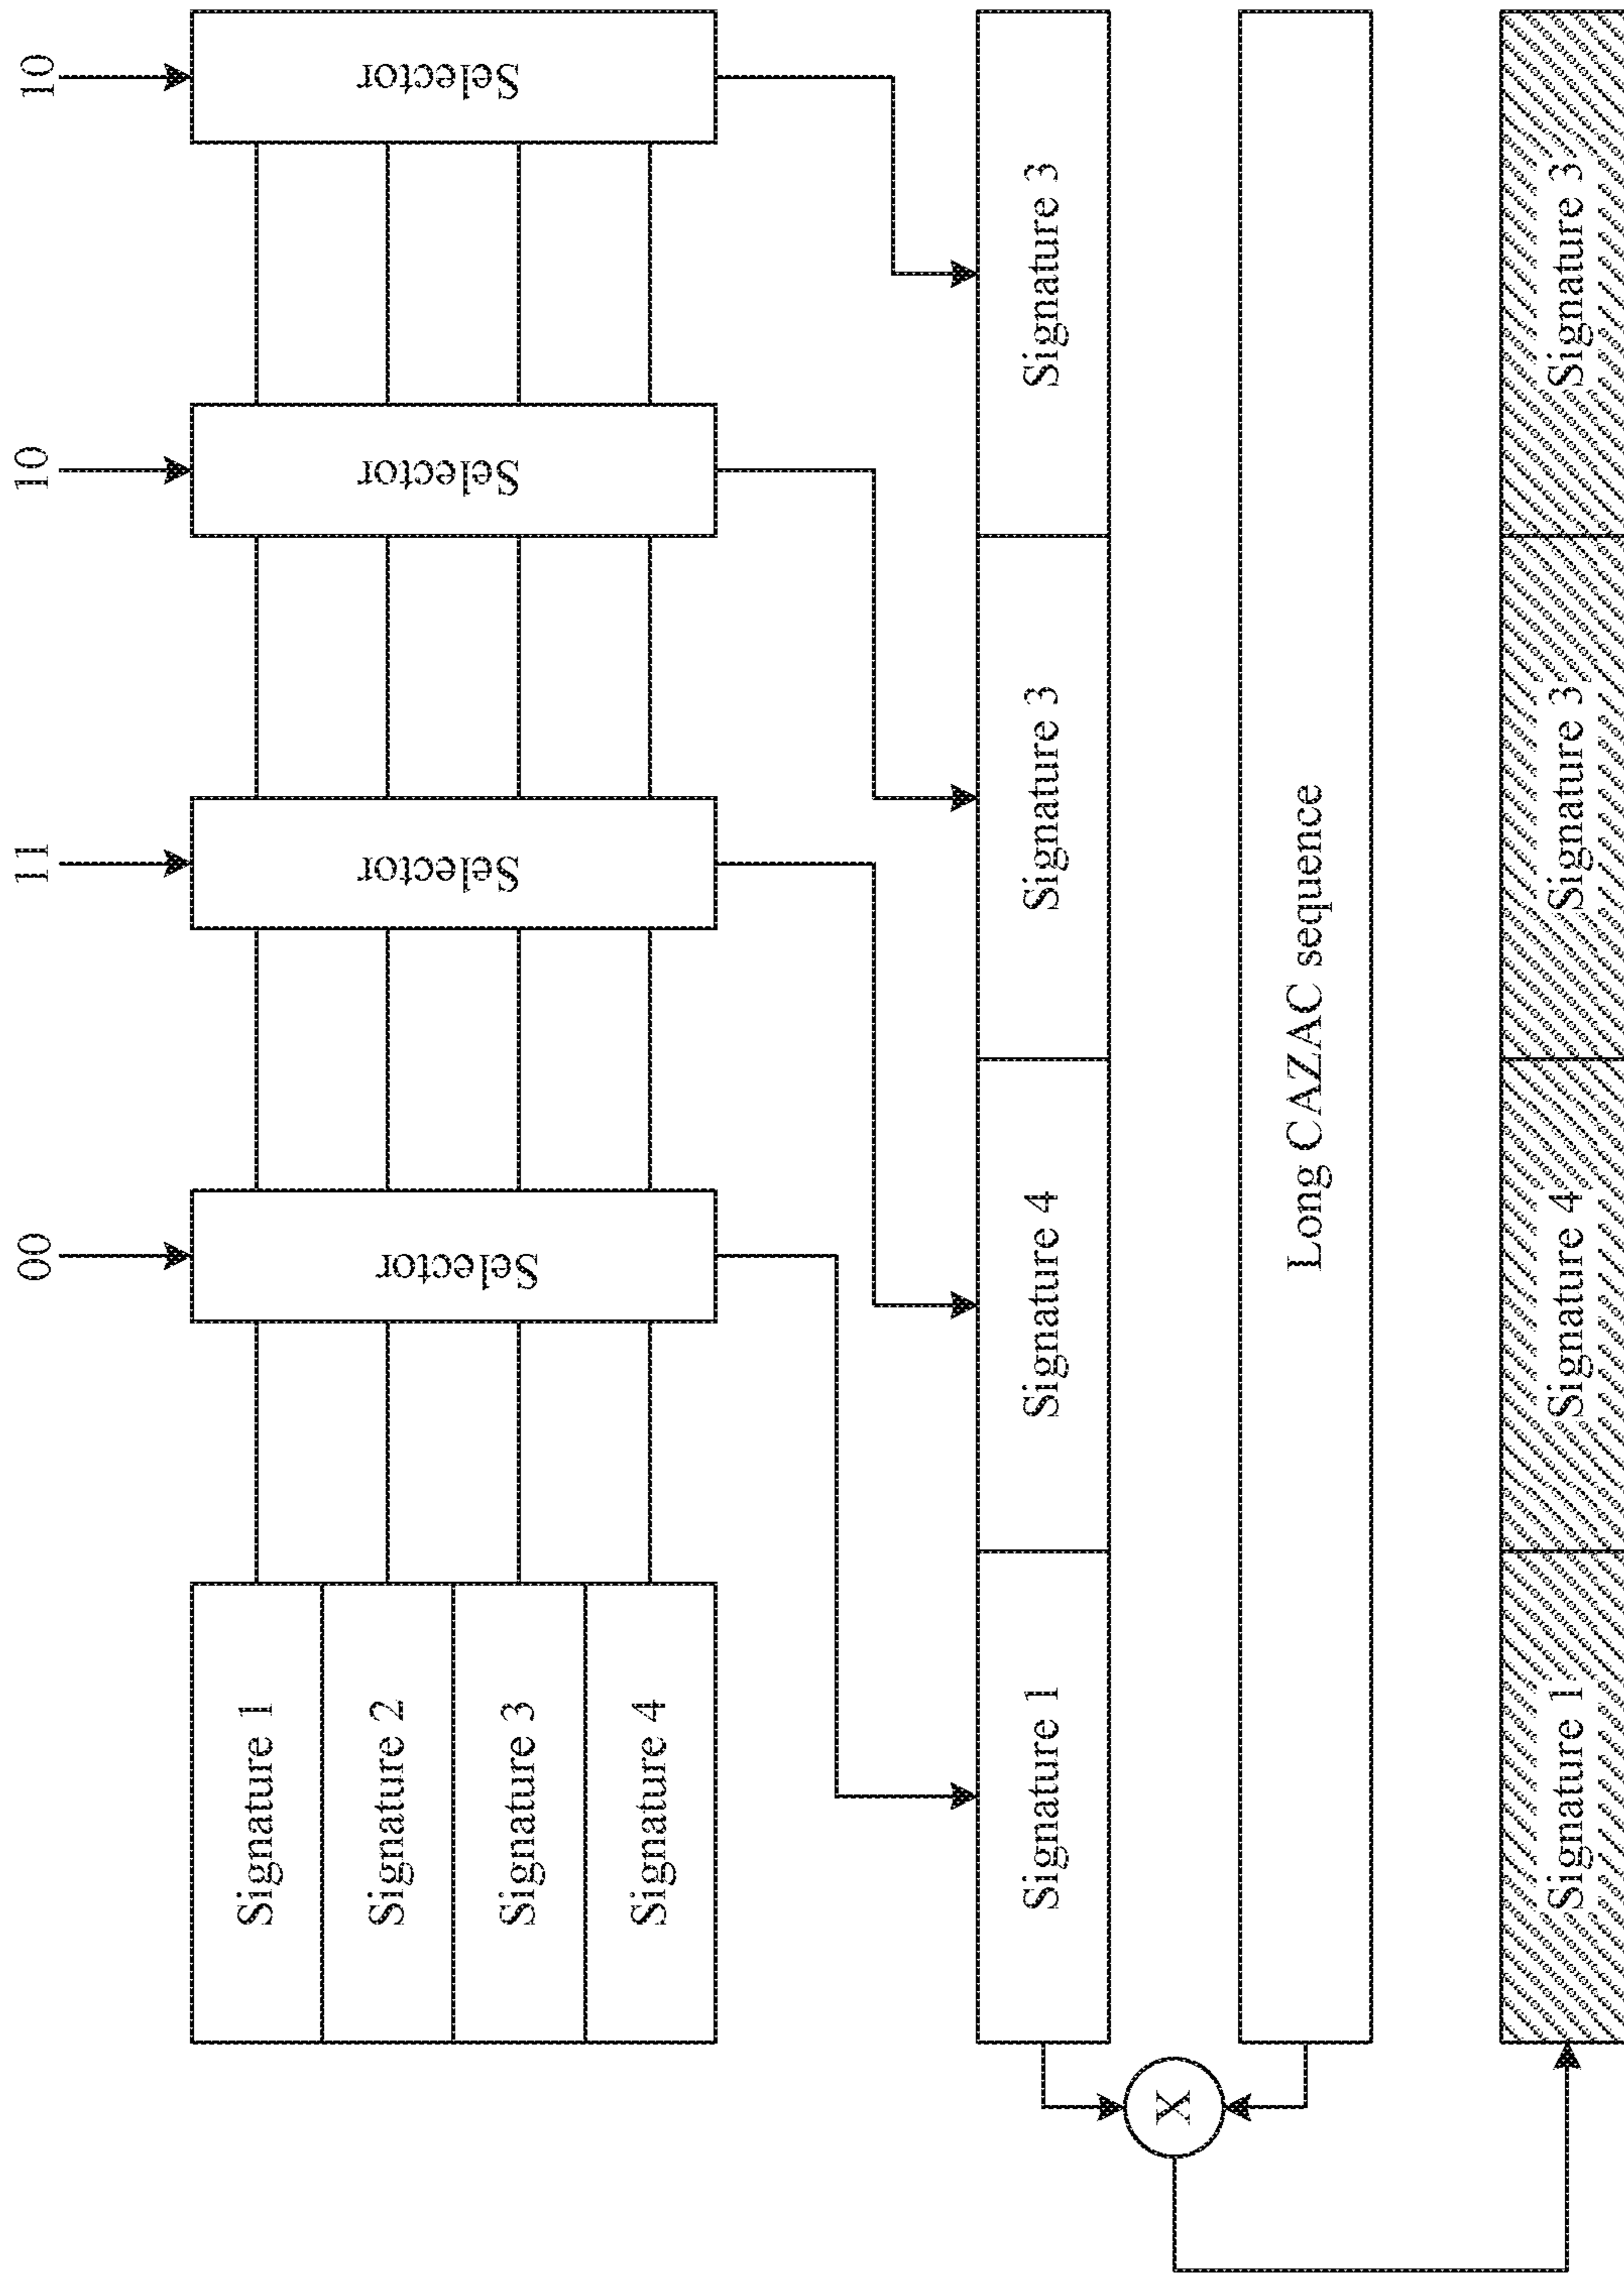 00
11
10
10
Signature 1
Signature 2
Signature 3
Signature 4
Selector
Selector
Selector
Selector
Signature 1
Signature 4
Signature 3
Signature 3
X
Long CAZAC sequence
Signature 1
Signature 4
Signature 3
Signature 3